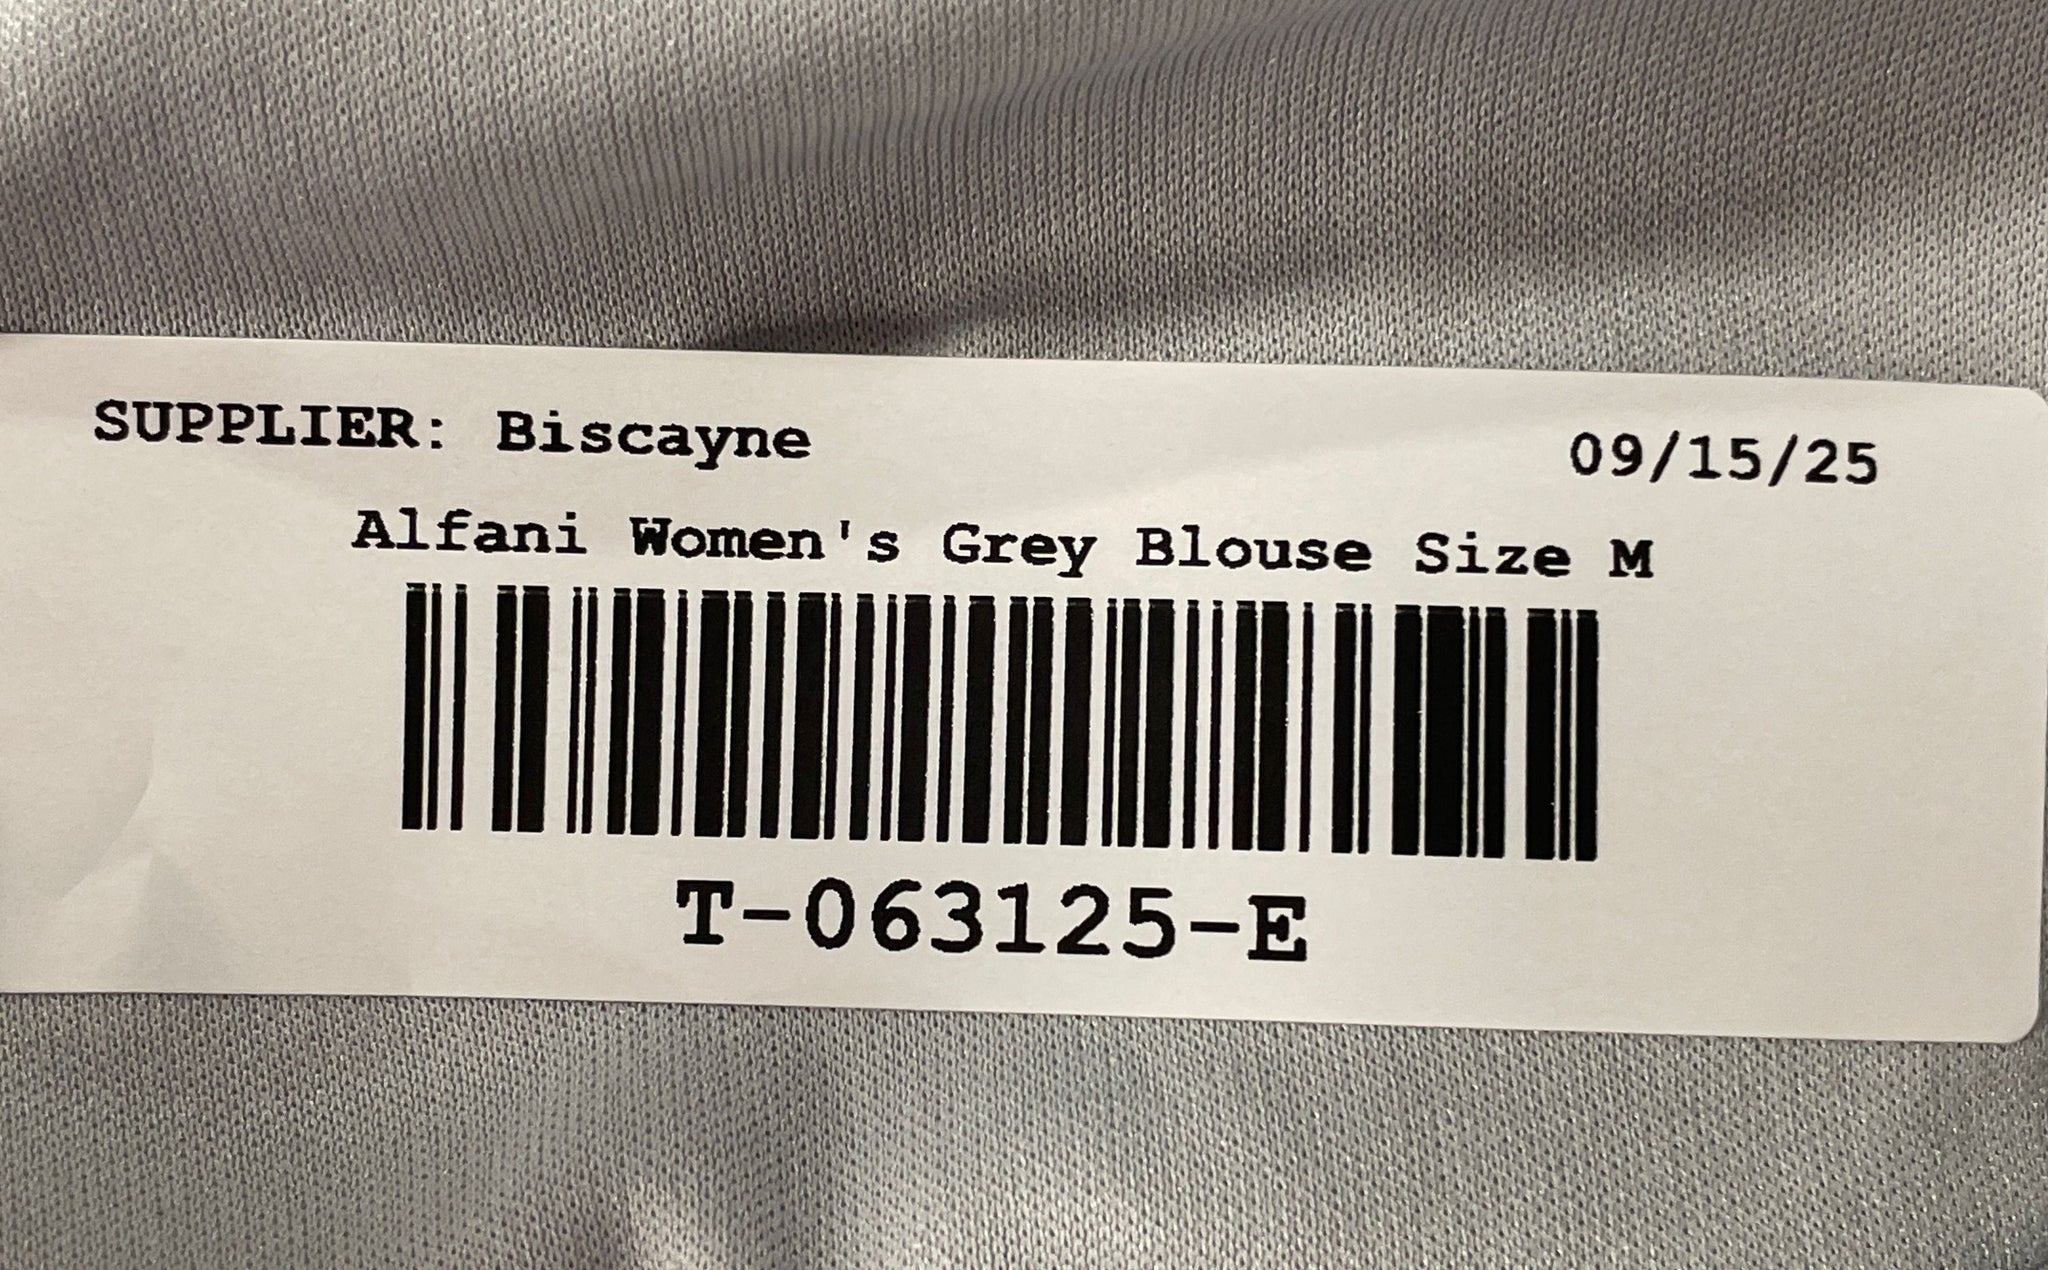 SUPPLIER: Biscayne 09/15/25
Alfani Women's Grey Blouse Size M
T-063125-E